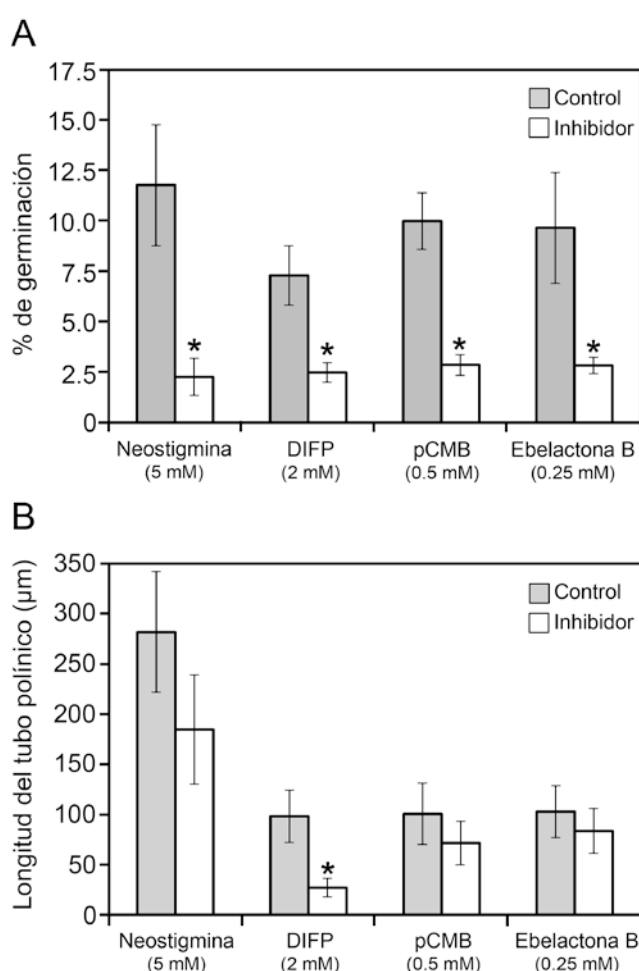 A
% de germinación
17.5
15.0
12.5
10.0
7.5
5.0
2.5
0
Control
Inhibidor
*
*
*
*
Neostigmina DIFP pCMB Ebelactona B
(5 mM) (2 mM) (0.5 mM) (0.25 mM)
B
Longitud del tubo polínico (µm)
350
300
250
200
150
100
50
0
Control
Inhibidor
*
Neostigmina DIFP pCMB Ebelactona B
(5 mM) (2 mM) (0.5 mM) (0.25 mM)